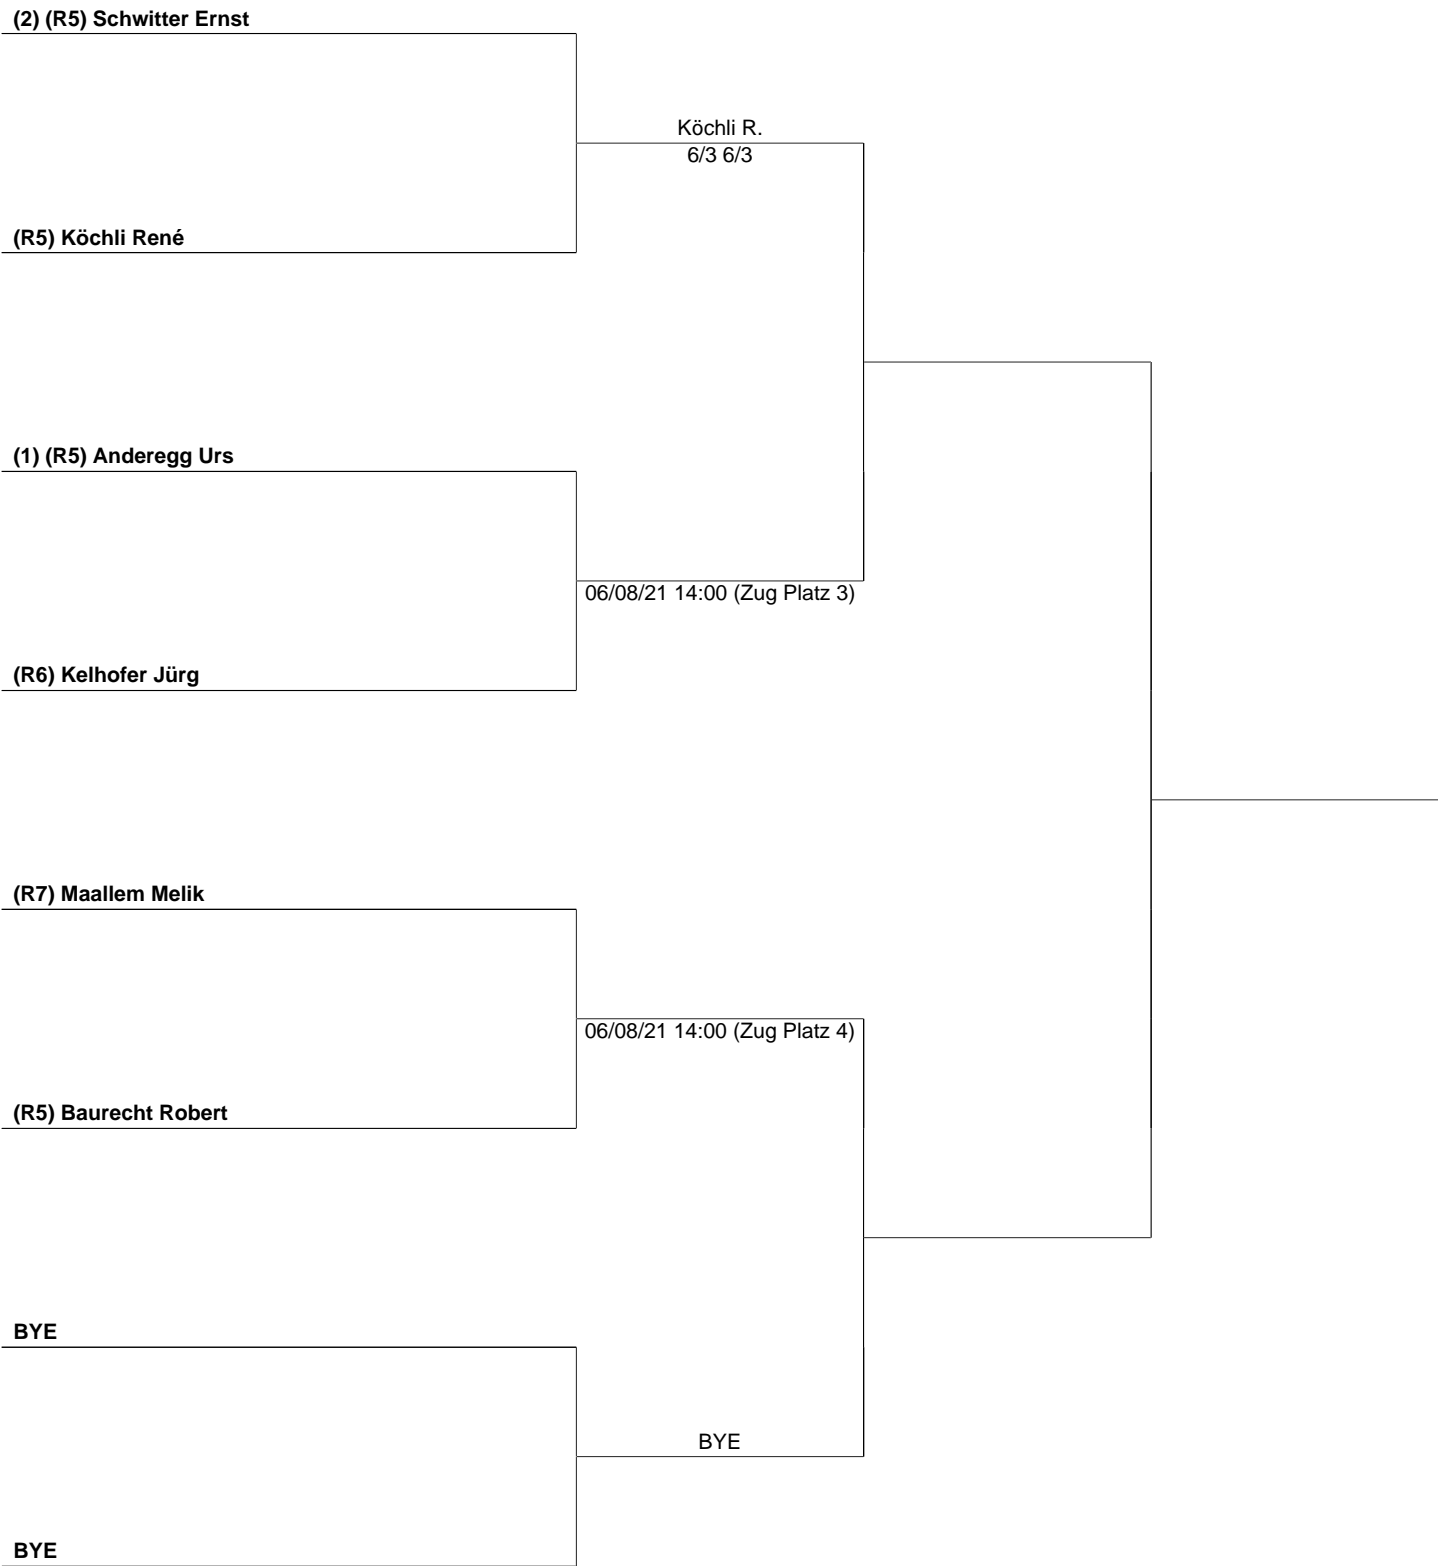 (2) (R5) Schwitter Ernst
Köchli R.
6/3 6/3
(R5) Köchli René
(1) (R5) Anderegg Urs
06/08/21 14:00 (Zug Platz 3)
(R6) Kelhofer Jürg
(R7) Maallem Melik
06/08/21 14:00 (Zug Platz 4)
(R5) Baurecht Robert
BYE
BYE
BYE